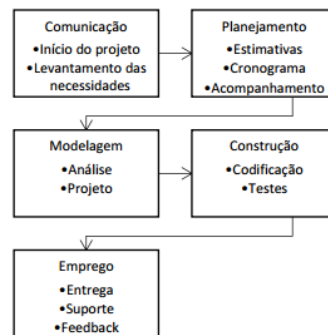 Comunicação
•Início do projeto
•Levantamento das
necessidades
Planejamento
•Estimativas
•Cronograma
•Acompanhamento
Modelagem
•Análise
•Projeto
Construção
•Codificação
•Testes
Emprego
•Entrega
•Suporte
•Feedback